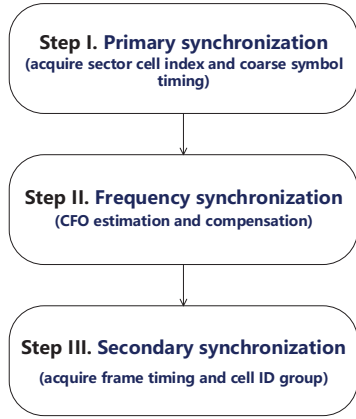 Step I. Primary synchronization
(acquire sector cell index and coarse symbol
timing)
Step II. Frequency synchronization
(CFO estimation and compensation)
Step III. Secondary synchronization
(acquire frame timing and cell ID group)